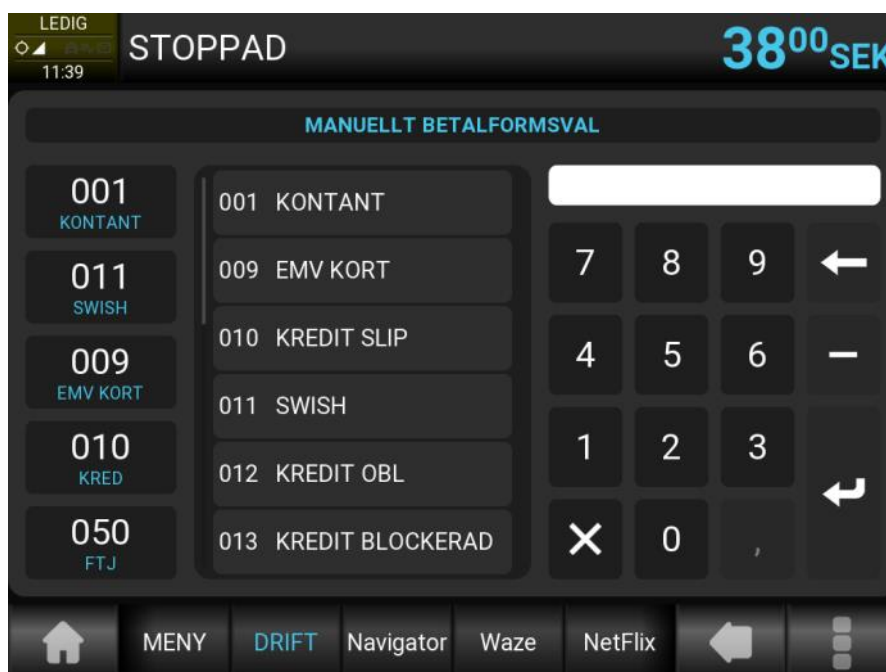 LEDIG
11:39
STOPPAD
38⁰⁰SEK
MANUELLT BETALFORMSVAL
001
KONTANT
011
SWISH
009
EMV KORT
010
KRED
050
FTJ
001 KONTANT
009 EMV KORT
010 KREDIT SLIP
011 SWISH
012 KREDIT OBL
013 KREDIT BLOCKERAD
7 8 9
4 5 6 –
1 2 3
X 0 ,
MENY DRIFT Navigator Waze NetFlix